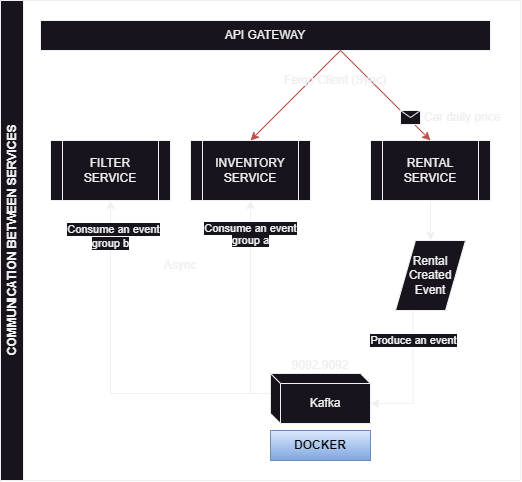 API GATEWAY
Feign Client (Sync)
Car daily price
FILTER
SERVICE
INVENTORY
SERVICE
RENTAL
SERVICE
Consume an event
group b
Consume an event
group a
Async
Rental
Created
Event
Produce an event
9092:9092
Kafka
DOCKER
COMMUNICATION BETWEEN SERVICES